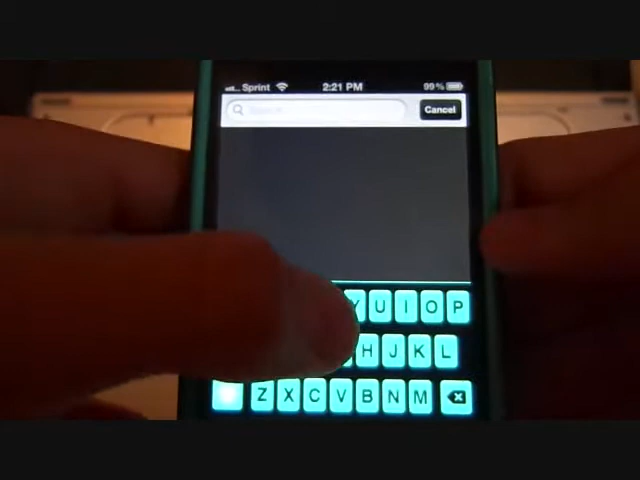 Sprint 2:21 PM 99%
Cancel
Y U I O P
H J K L
Z X C V B N M